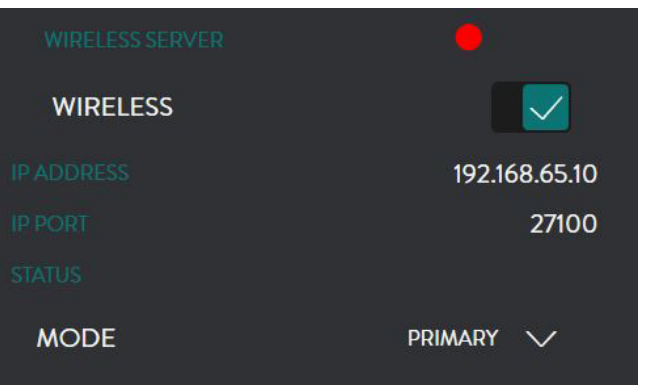 WIRELESS SERVER
WIRELESS
IP ADDRESS 192.168.65.10
IP PORT 27100
STATUS
MODE PRIMARY